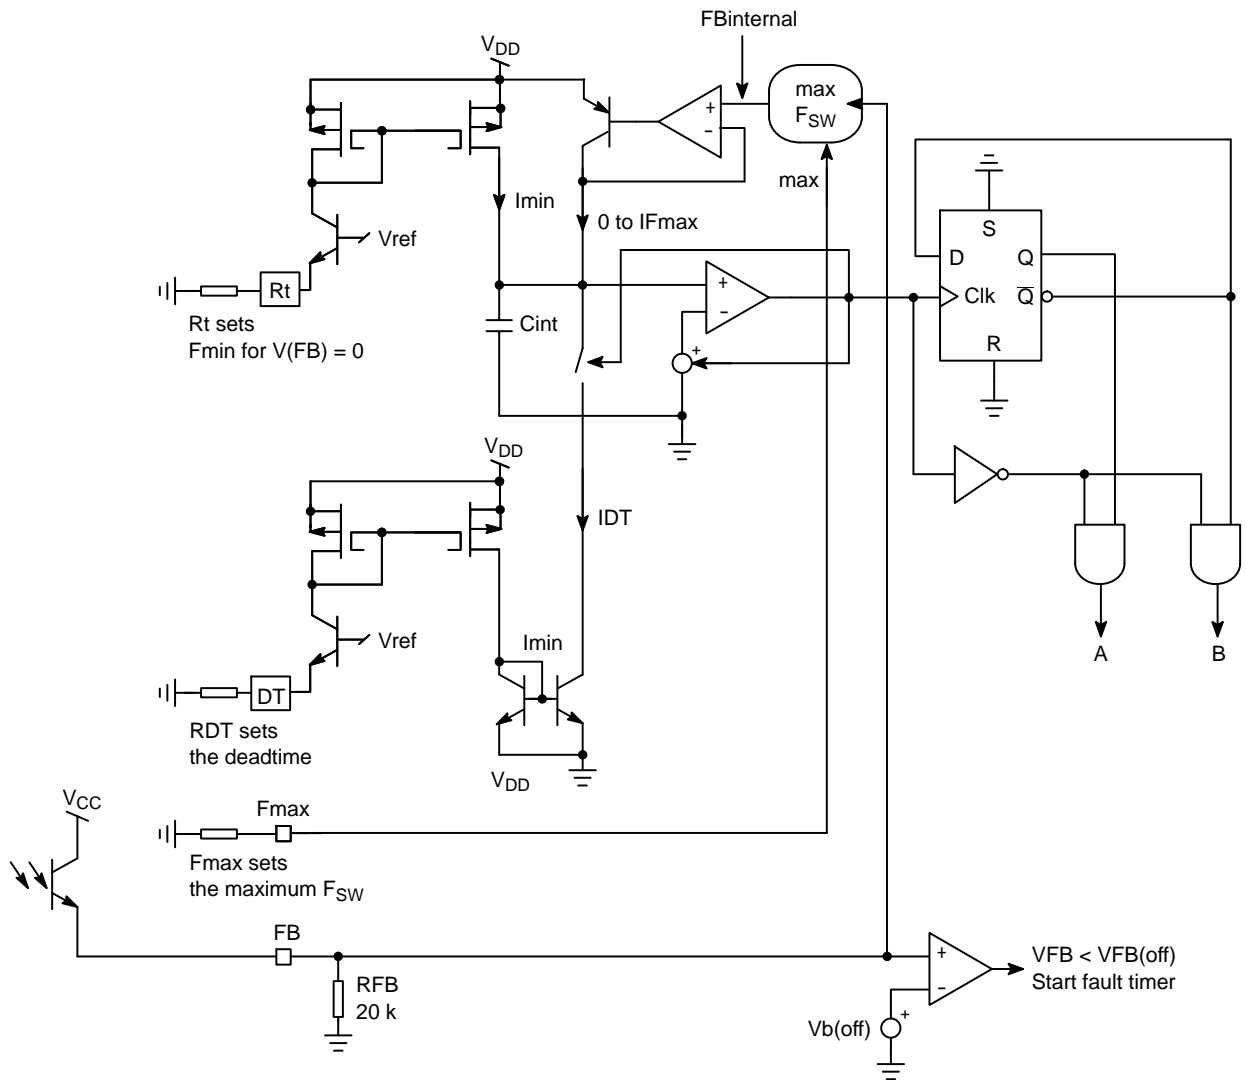 FBinternal
VDD
max
FSW
+
−
max
Imin
0 to IFmax
Vref
Rt
Rt sets
Fmin for V(FB) = 0
Cint
+
−
+
S
D
Q
Clk
Q
R
VDD
IDT
Vref
Imin
DT
RDT sets
the deadtime
VDD
A
B
VCC
Fmax
Fmax sets
the maximum FSW
FB
RFB
20 k
+
−
VFB < VFB(off)
Start fault timer
Vb(off)
+